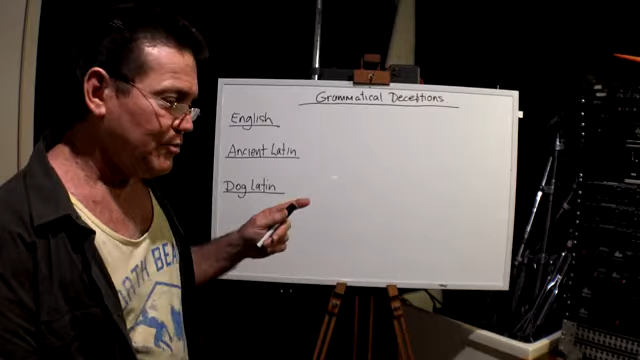 Grammatical Deceptions
English
Ancient Latin
Dog Latin